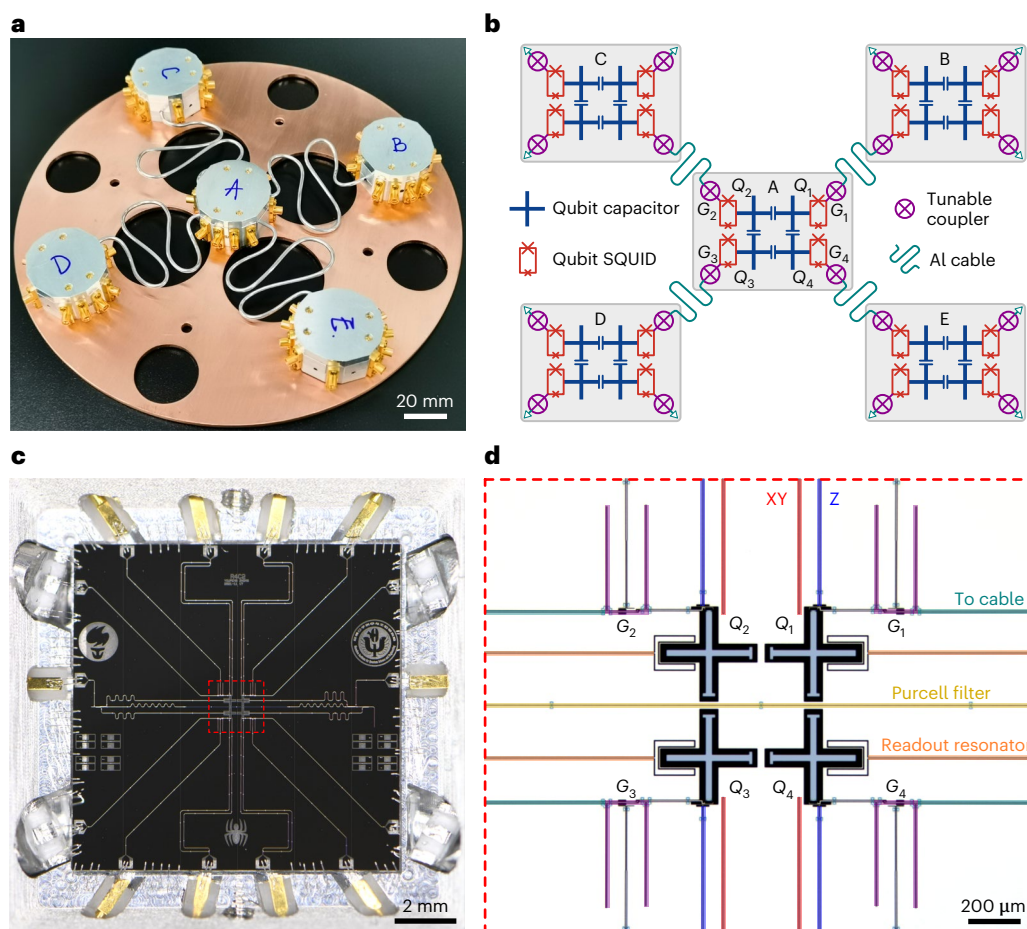 a
C
B
A
D
E
20 mm
b
C
B
Q2 A Q1
G2 G1
G3 G4
Q3 Q4
D
E
Qubit capacitor
Qubit SQUID
Tunable
coupler
Al cable
c
2 mm
d
XY
Z
To cable
G2
Q2
Q1
G1
Purcell filter
Readout resonator
G3
Q3
Q4
G4
200 μm